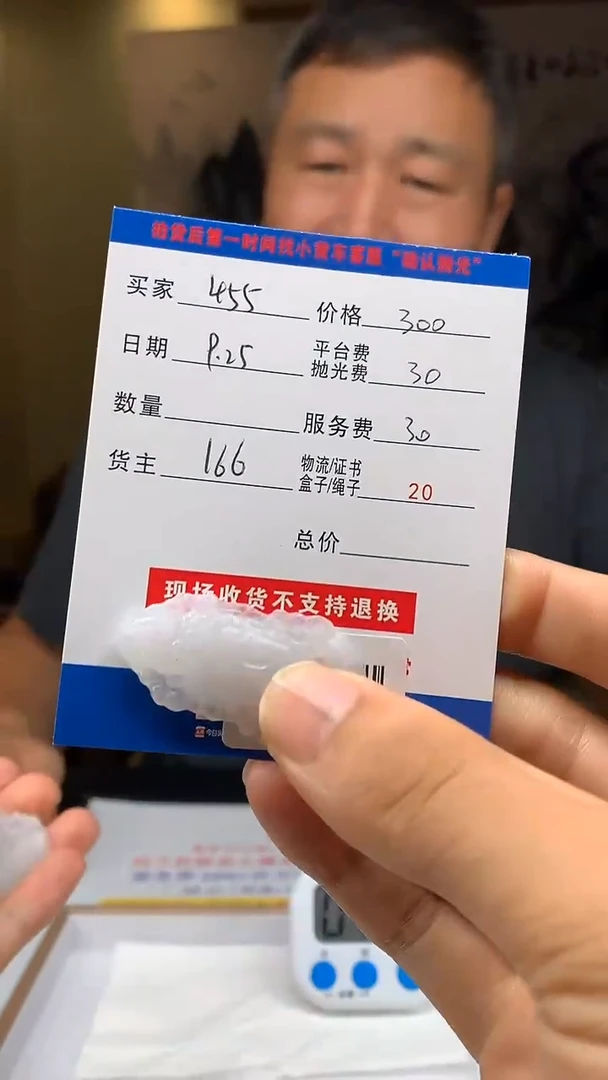 拍货后第一时间找小黄车客服“确认抛光”
买家 455 价格 300
日期 9.25 平台费 抛光费 30
数量 服务费 30
货主 166 物流/证书 盒子/绳子 20
总价
现场收货不支持退换